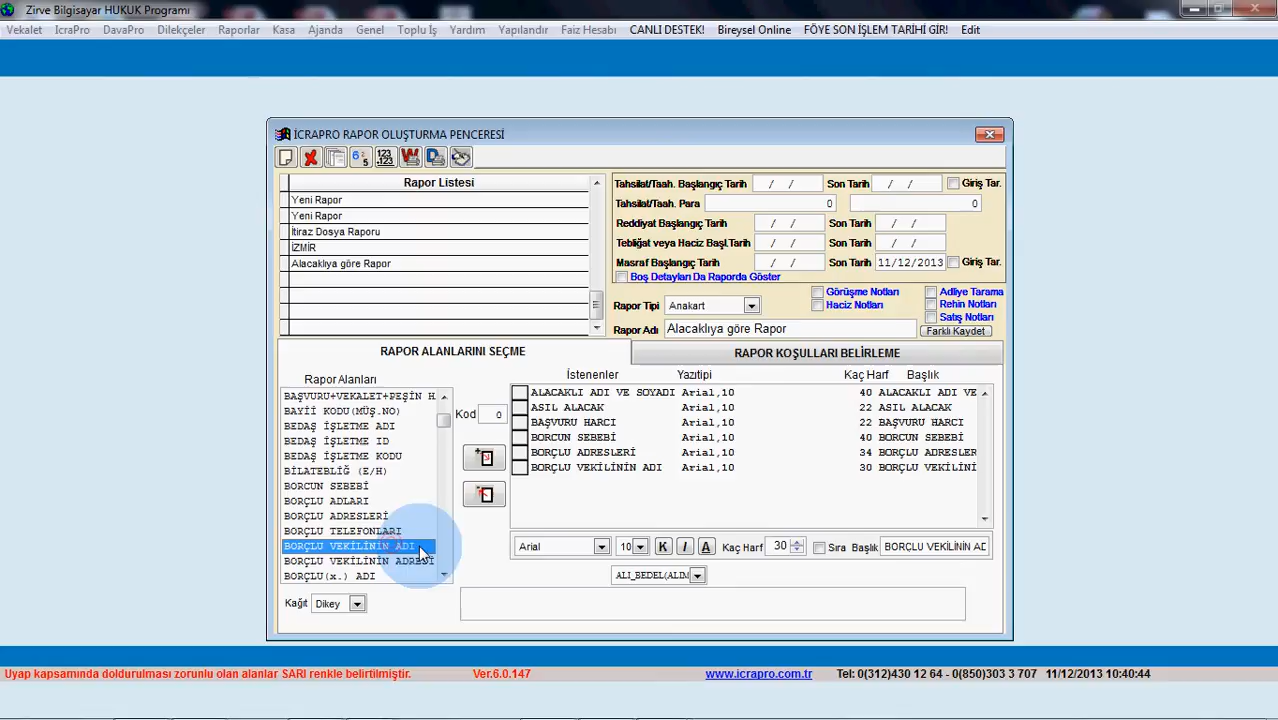 Zirve Bilgisayar HUKUK Programı
Vekalet IcraPro DavaPro Dilekçeler Raporlar Kasa Ajanda Genel Toplu İş Yardım Yapılandır Faiz Hesabı CANLI DESTEK! Bireysel Online FÖYE SON İŞLEM TARİHİ GİR! Edit
İCRAPRO RAPOR OLUŞTURMA PENCERESİ
Rapor Listesi
Yeni Rapor
Yeni Rapor
İtiraz Dosya Raporu
İZMİR
Alacaklıya göre Rapor
Tahsilat/Taah. Başlangıç Tarih / / Son Tarih / / Giriş Tar.
Tahsilat/Taah. Para 0 0
Reddiyat Başlangıç Tarih / / Son Tarih / /
Tebliğat veya Haciz Başl.Tarih / / Son Tarih / /
Masraf Başlangıç Tarih / / Son Tarih 11/12/2013 Giriş Tar.
Boş Detayları Da Raporda Göster
Rapor Tipi Anakart
Görüşme Notları
Haciz Notları
Adliye Tarama
Rehin Notları
Satış Notları
Rapor Adı Alacaklıya göre Rapor Farklı Kaydet
RAPOR ALANLARINI SEÇME RAPOR KOŞULLARI BELİRLEME
Rapor Alanları
BAŞVURU+VEKALET+PEŞİN H
BAYİİ KODU(MÜŞ.NO)
BEDAŞ İŞLETME ADI
BEDAŞ İŞLETME ID
BEDAŞ İŞLETME KODU
BİLATEBLİĞ (E/H)
BORCUN SEBEBİ
BORÇLU ADLARI
BORÇLU ADRESLERİ
BORÇLU TELEFONLARI
BORÇLU VEKİLİNİN ADI
BORÇLU VEKİLİNİN ADRESİ
BORÇLU(x.) ADI
Kod 0
İstenenler Yazıtipi Kaç Harf Başlık
ALACAKLI ADI VE SOYADI Arial,10 40 ALACAKLI ADI VE
ASIL ALACAK Arial,10 22 ASIL ALACAK
BAŞVURU HARCI Arial,10 22 BAŞVURU HARCI
BORCUN SEBEBİ Arial,10 40 BORCUN SEBEBİ
BORÇLU ADRESLERİ Arial,10 34 BORÇLU ADRESLER
BORÇLU VEKİLİNİN ADI Arial,10 30 BORÇLU VEKİLİNİ
Arial 10 K I A Kaç Harf 30 Sıra Başlık BORÇLU VEKİLİNİN AD
ALI_BEDEL(ALIM
Kağıt Dikey
Uyap kapsamında doldurulması zorunlu olan alanlar SARI renkle belirtilmiştir. Ver.6.0.147 www.icrapro.com.tr Tel: 0(312)430 12 64 - 0(850)303 3 707 11/12/2013 10:40:44